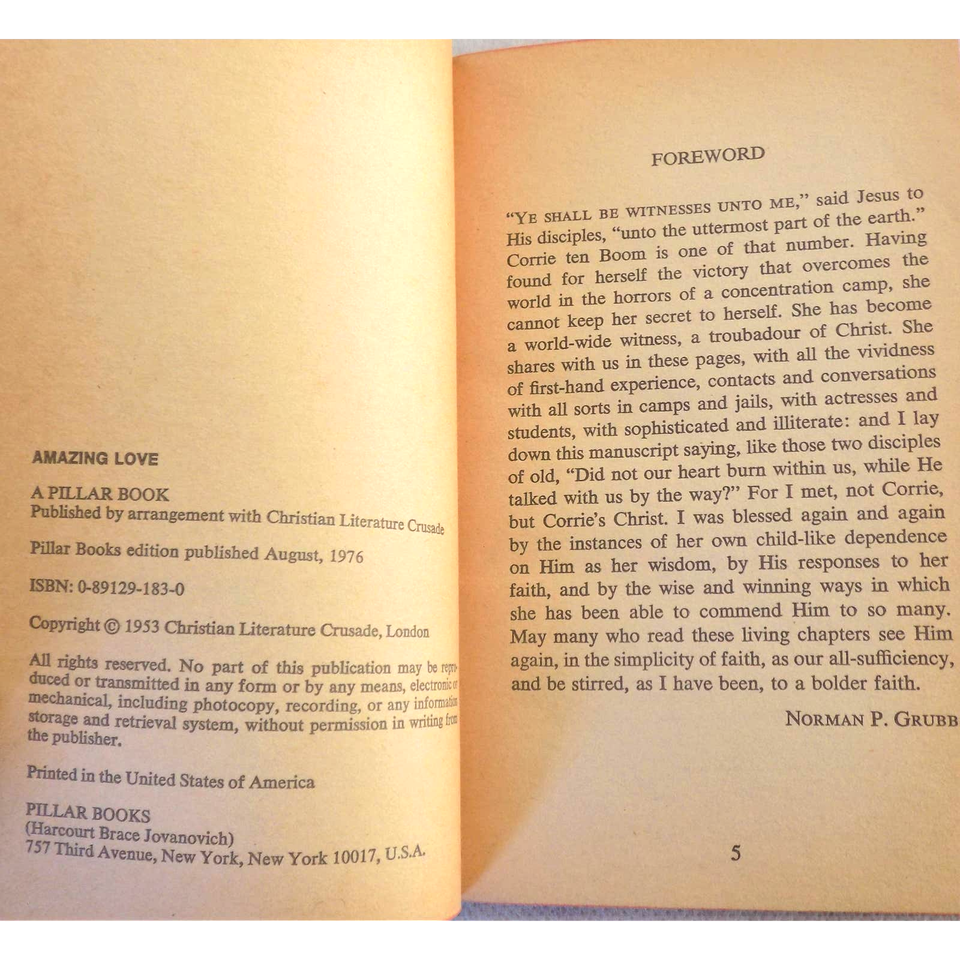 AMAZING LOVE
A PILLAR BOOK
Published by arrangement with Christian Literature Crusade
Pillar Books edition published August, 1976
ISBN: 0-89129-183-0
Copyright © 1953 Christian Literature Crusade, London
All rights reserved. No part of this publication may be repro-
duced or transmitted in any form or by any means, electronic or
mechanical, including photocopy, recording, or any information
storage and retrieval system, without permission in writing from
the publisher.
Printed in the United States of America
PILLAR BOOKS
(Harcourt Brace Jovanovich)
757 Third Avenue, New York, New York 10017, U.S.A.
FOREWORD
“YE SHALL BE WITNESSES UNTO ME,” said Jesus to
His disciples, “unto the uttermost part of the earth.”
Corrie ten Boom is one of that number. Having
found for herself the victory that overcomes the
world in the horrors of a concentration camp, she
cannot keep her secret to herself. She has become
a world-wide witness, a troubadour of Christ. She
shares with us in these pages, with all the vividness
of first-hand experience, contacts and conversations
with all sorts in camps and jails, with actresses and
students, with sophisticated and illiterate: and I lay
down this manuscript saying, like those two disciples
of old, “Did not our heart burn within us, while He
talked with us by the way?” For I met, not Corrie,
but Corrie’s Christ. I was blessed again and again
by the instances of her own child-like dependence
on Him as her wisdom, by His responses to her
faith, and by the wise and winning ways in which
she has been able to commend Him to so many.
May many who read these living chapters see Him
again, in the simplicity of faith, as our all-sufficiency,
and be stirred, as I have been, to a bolder faith.
NORMAN P. GRUBB
5